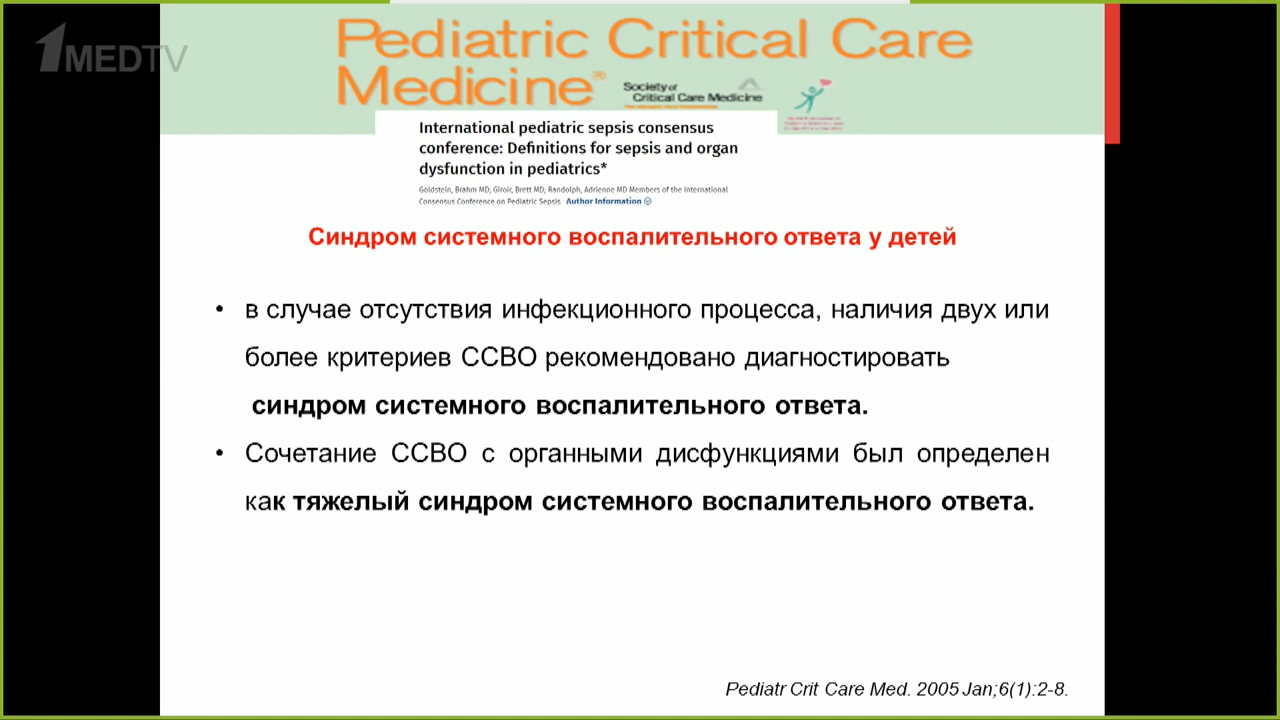 1MEDTV
Pediatric Critical Care
Medicine®
Society of
Critical Care Medicine
International pediatric sepsis consensus
conference: Definitions for sepsis and organ
dysfunction in pediatrics*
Goldstein, Brahm MD; Giroir, Brett MD; Randolph, Adrienne MD Members of the International
Consensus Conference on Pediatric Sepsis Author Information
Синдром системного воспалительного ответа у детей
• в случае отсутствия инфекционного процесса, наличия двух или
более критериев ССВО рекомендовано диагностировать
синдром системного воспалительного ответа.
• Сочетание ССВО с органными дисфункциями был определен
как тяжелый синдром системного воспалительного ответа.
Pediatr Crit Care Med. 2005 Jan;6(1):2-8.